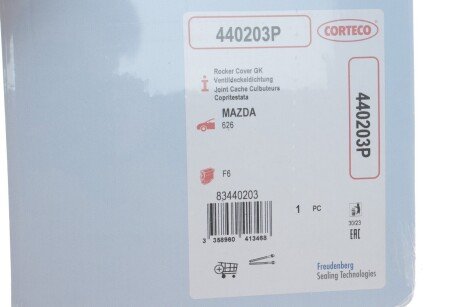 440203P
CORTECO
Rocker Cover GK
Ventildeckeldichtung
Joint Cache Culbuteurs
Copritestata
440203P
MAZDA
626
F6
83440203
1 PC
30/23
EAC
3 358960 413468
Freudenberg
Sealing Technologies